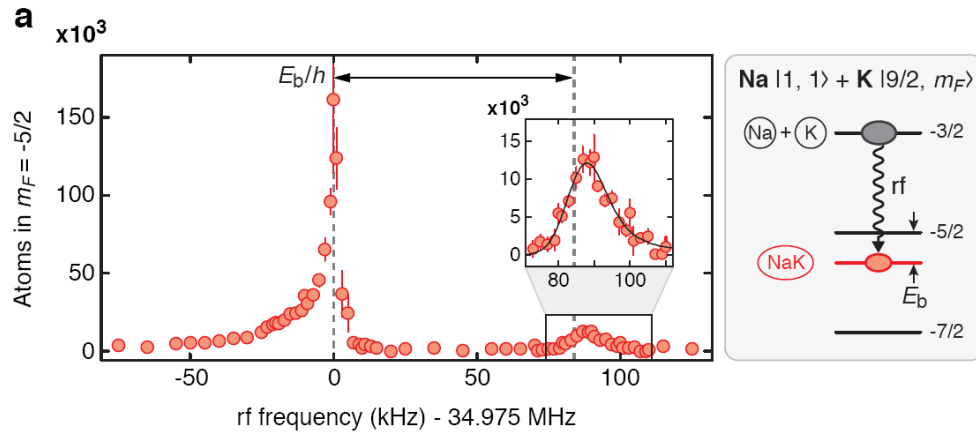 a
x10³
Atoms in m_F = -5/2
150
100
50
0
E_b/h
x10³
15
10
5
0
80 100
-50 0 50 100
rf frequency (kHz) - 34.975 MHz
Na |1, 1⟩ + K |9/2, m_F⟩
Na + K
-3/2
rf
-5/2
NaK
E_b
-7/2